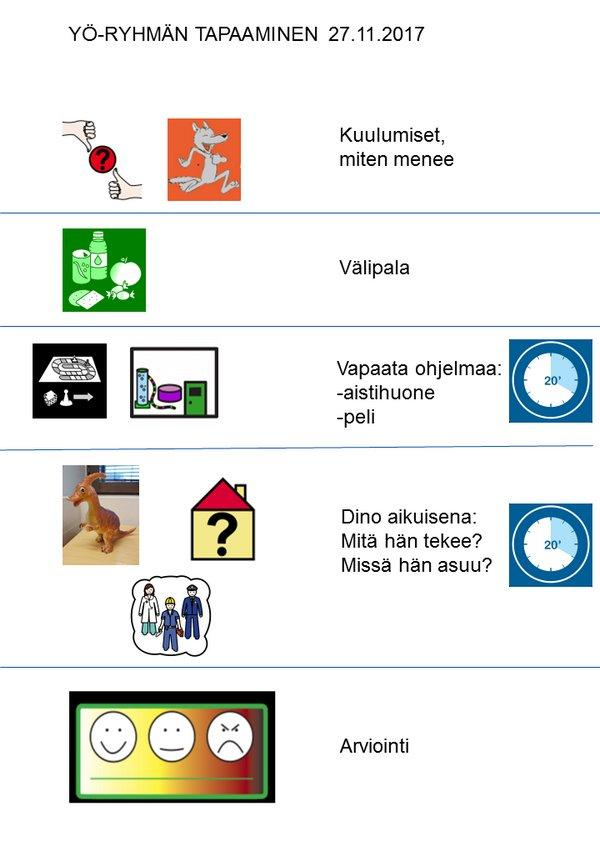 YÖ-RYHMÄN TAPAAMINEN 27.11.2017
?
Kuulumiset,
miten menee
Välipala
Vapaata ohjelmaa:
-aistihuone
-peli
20'
?
Dino aikuisena:
Mitä hän tekee?
Missä hän asuu?
20'
Arviointi